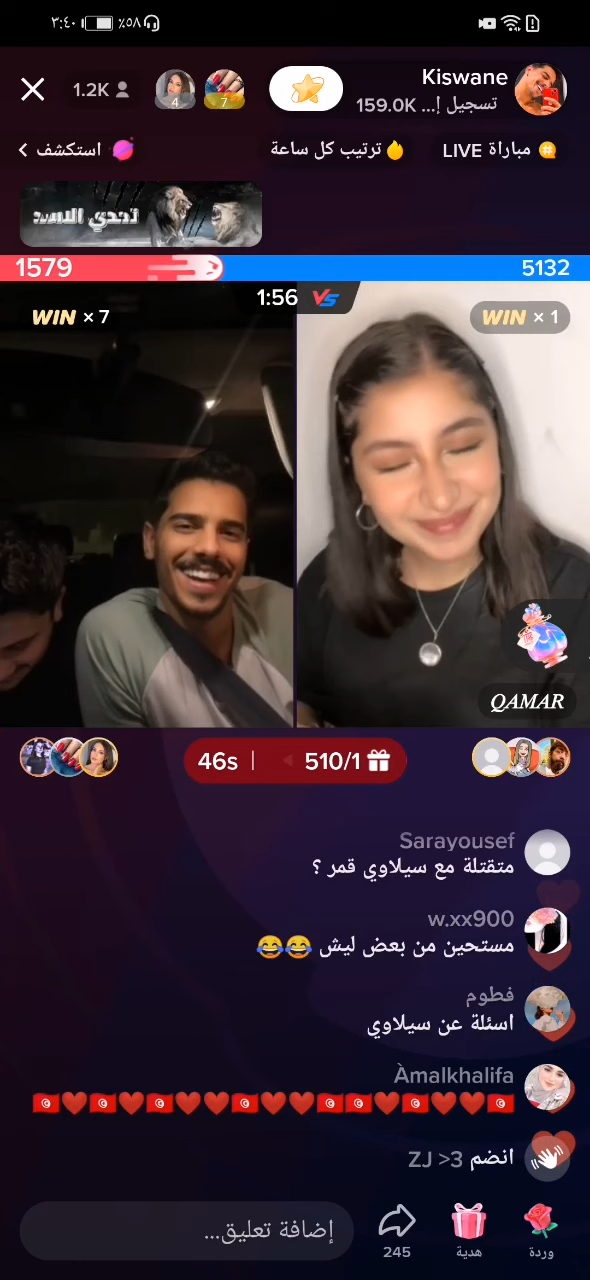 ٣:٤٠ ٪٥٨
Kiswane
159.0K تسجيل إ...
7
4
1.2K
مباراة LIVE
ترتيب كل ساعة
استكشف
تحدي الأسد
1579
5132
1:56 VS
WIN × 7
WIN × 1
QAMAR
46s | 510/1
Sarayousef
متقتلة مع سيلاوي قمر ؟
w.xx900
مستحين من بعض ليش 😂😂
فطوم
اسئلة عن سيلاوي
Àmalkhalifa
🇹🇳❤️❤️🇹🇳❤️🇹🇳🇹🇳❤️❤️🇹🇳❤️❤️🇹🇳❤️🇹🇳❤️🇹🇳
ZJ >3 انضم
إضافة تعليق...
245
هدية
وردة